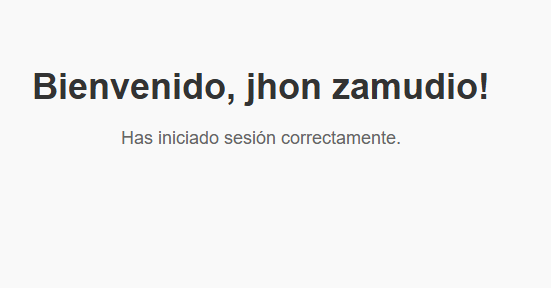 Bienvenido, jhon zamudio!
Has iniciado sesión correctamente.